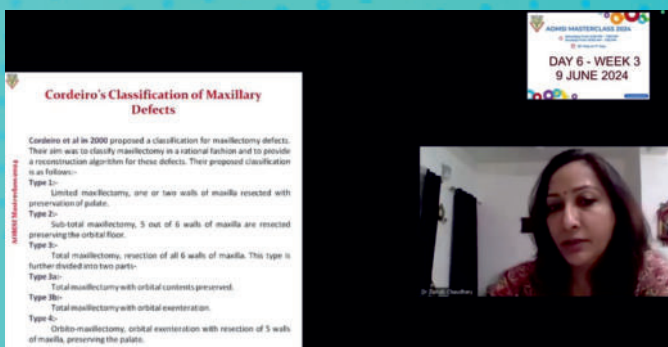 AOMSI MASTERCLASS 2024
DAY 6 - WEEK 3
9 JUNE 2024
Cordeiro's Classification of Maxillary
Defects
Cordeiro et al in 2000 proposed a classification for maxillectomy defects.
Their aim was to classify maxillectomy in a rational fashion and to provide
a reconstruction algorithm for these defects. Their proposed classification
is as follows:-
Type 1:-
Limited maxillectomy, one or two walls of maxilla resected with
preservation of palate.
Type 2:-
Sub-total maxillectomy, 5 out of 6 walls of maxilla are resected
preserving the orbital floor.
Type 3:-
Total maxillectomy, resection of all 6 walls of maxilla. This type is
further divided into two parts-
Type 3a:-
Total maxillectomy with orbital contents preserved.
Type 3b:-
Total maxillectomy with orbital exenteration.
Type 4:-
Orbito-maxillectomy, orbital exenteration with resection of 5 walls
of maxilla, preserving the palate.
Chaudhary